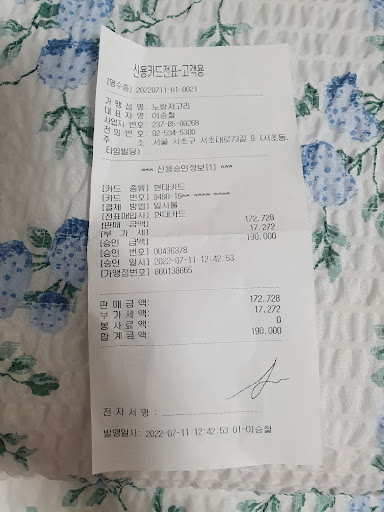 신용카드전표-고객용
[영수증] 20220711-01-0021
가 맹 점 명: 노랑저고리
대 표 자 명: 이승철
사업자 번호: 237-85-00268
전 화 번 호: 02-534-5300
주 소: 서울 서초구 서초대로73길 9 (서초동,
타임빌딩)
*** 신용승인정보[1] ***
[카드 종류] 현대카드
[카드 번호] 9490-19**-****-****
[결제 방법] 일시불
[전표매입사] 현대카드
[판매 금액] 172,728
[부 가 세] 17,272
[승인 금액] 190,000
[승인 번호] 00436378
[승인 일시] 2022-07-11 12:42:53
[가맹점번호] 860138665
판 매 금 액: 172,728
부 가 세 액: 17,272
봉 사 료 액: 0
합 계 금 액: 190,000
전 자 서 명 :
발행일시: 2022-07-11 12:42:53 01-이승철